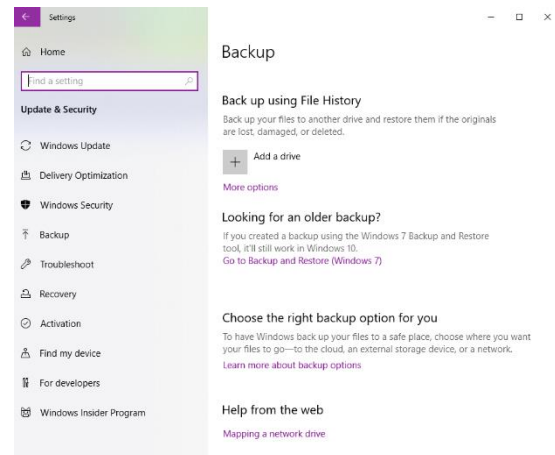 Settings
Home
Find a setting
Update & Security
Windows Update
Delivery Optimization
Windows Security
Backup
Troubleshoot
Recovery
Activation
Find my device
For developers
Windows Insider Program
Backup
Back up using File History
Back up your files to another drive and restore them if the originals
are lost, damaged, or deleted.
Add a drive
More options
Looking for an older backup?
If you created a backup using the Windows 7 Backup and Restore
tool, it'll still work in Windows 10.
Go to Backup and Restore (Windows 7)
Choose the right backup option for you
To have Windows back up your files to a safe place, choose where you want
your files to go—to the cloud, an external storage device, or a network.
Learn more about backup options
Help from the web
Mapping a network drive